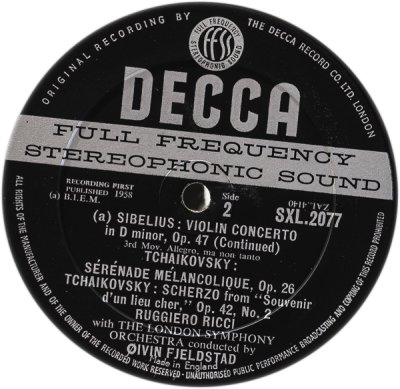 ORIGINAL RECORDING BY
THE DECCA RECORD CO. LTD. LONDON
FULL FREQUENCY
ffss
STEREOPHONIC SOUND
DECCA
FULL FREQUENCY
STEREOPHONIC SOUND
RECORDING FIRST
PUBLISHED 1958
(a) B.I.E.M.
Side
2
ZAL.4140
SXL.2077
(a) SIBELIUS: VIOLIN CONCERTO
in D minor, Op. 47 (Continued)
3rd Mov. Allegro, ma non tanto
TCHAIKOVSKY:
SÉRÉNADE MÉLANCOLIQUE, Op. 26
TCHAIKOVSKY: SCHERZO from "Souvenir
d'un lieu cher," Op. 42, No. 2
RUGGIERO RICCI
with THE LONDON SYMPHONY
ORCHESTRA conducted by
ØIVIN FJELDSTAD
Made in England
ALL RIGHTS OF THE MANUFACTURER AND OF THE OWNER OF THE RECORDED WORK RESERVED - UNAUTHORISED PUBLIC PERFORMANCE BROADCASTING AND COPYING OF THIS RECORD PROHIBITED